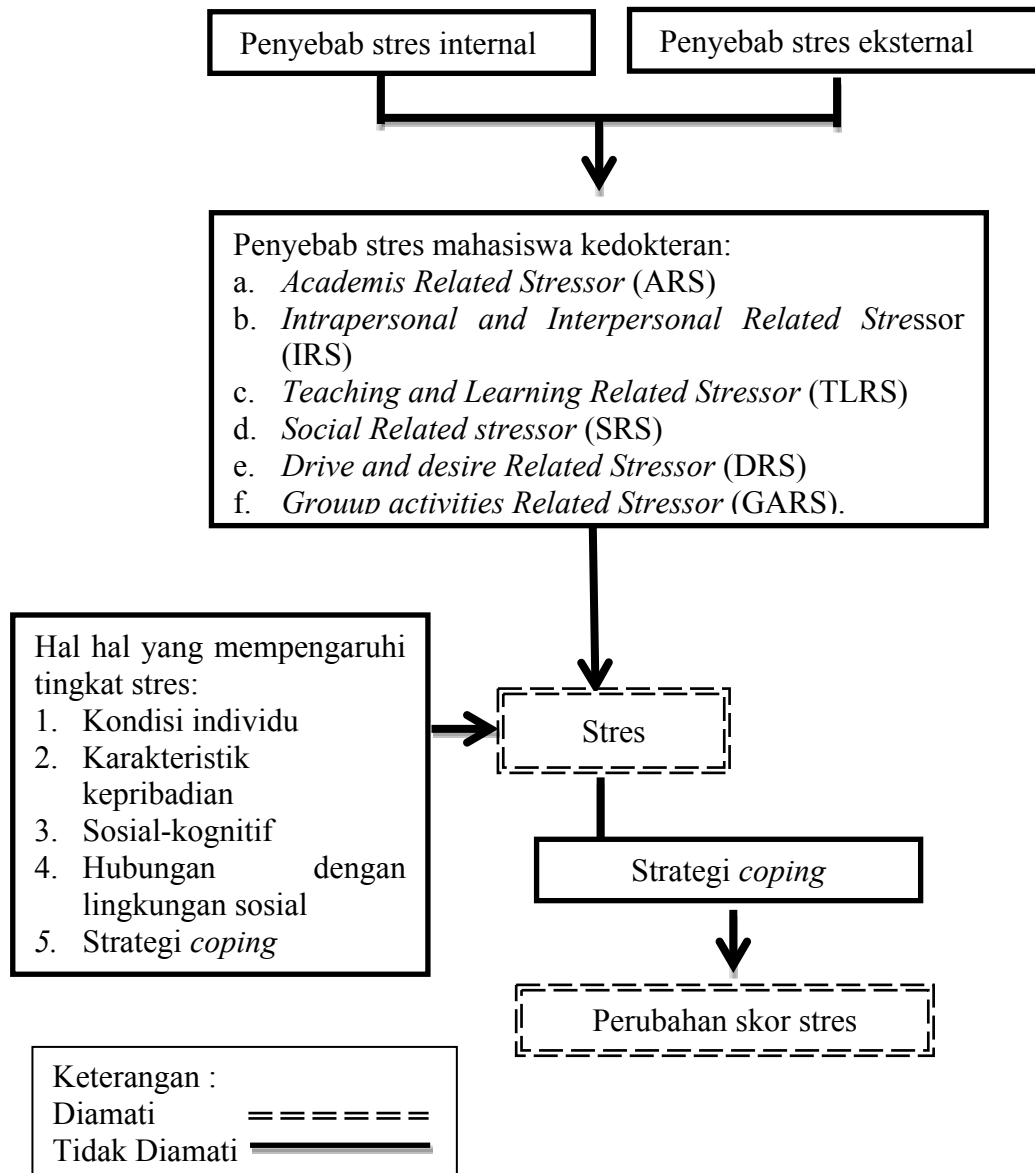 Penyebab stres internal
Penyebab stres eksternal
Penyebab stres mahasiswa kedokteran:
a. Academis Related Stressor (ARS)
b. Intrapersonal and Interpersonal Related Stressor
(IRS)
c. Teaching and Learning Related Stressor (TLRS)
d. Social Related stressor (SRS)
e. Drive and desire Related Stressor (DRS)
f. Grouup activities Related Stressor (GARS).
Hal hal yang mempengaruhi
tingkat stres:
1. Kondisi individu
2. Karakteristik
kepribadian
3. Sosial-kognitif
4. Hubungan dengan
lingkungan sosial
5. Strategi coping
Stres
Strategi coping
Perubahan skor stres
Keterangan :
Diamati
Tidak Diamati